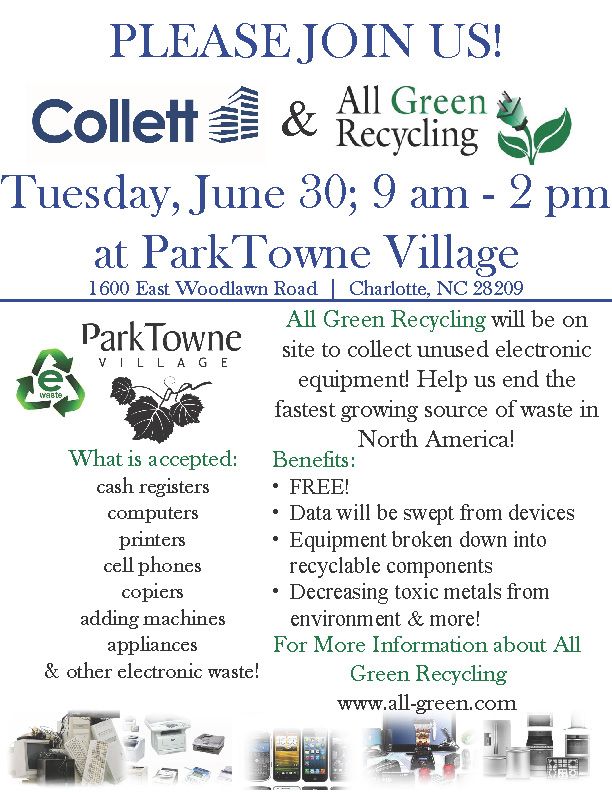 PLEASE JOIN US!
Collett & All Green Recycling
Tuesday, June 30; 9 am - 2 pm
at ParkTowne Village
1600 East Woodlawn Road | Charlotte, NC 28209
ParkTowne
VILLAGE
e
waste
All Green Recycling will be on
site to collect unused electronic
equipment! Help us end the
fastest growing source of waste in
North America!
What is accepted:
cash registers
computers
printers
cell phones
copiers
adding machines
appliances
& other electronic waste!
Benefits:
• FREE!
• Data will be swept from devices
• Equipment broken down into
recyclable components
• Decreasing toxic metals from
environment & more!
For More Information about All
Green Recycling
www.all-green.com